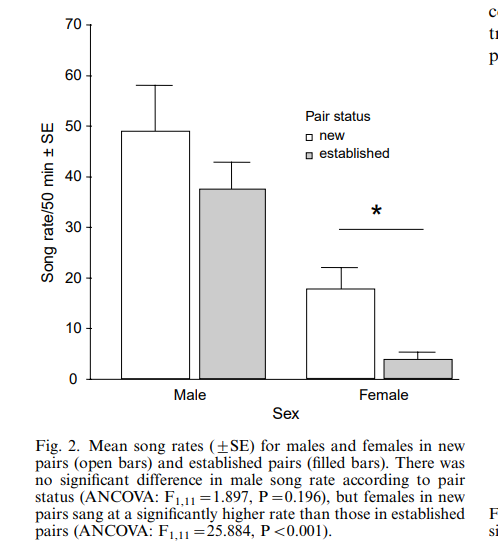 70
60
50
40
30
20
10
0
Song rate/50 min ± SE
Pair status
new
established
*
Male
Female
Sex
Fig. 2. Mean song rates (±SE) for males and females in new
pairs (open bars) and established pairs (filled bars). There was
no significant difference in male song rate according to pair
status (ANCOVA: F1,11 = 1.897, P = 0.196), but females in new
pairs sang at a significantly higher rate than those in established
pairs (ANCOVA: F1,11 = 25.884, P < 0.001).